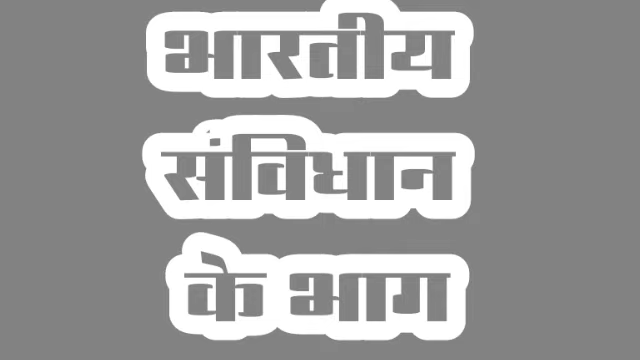 भारतीय
संविधान
के भाग